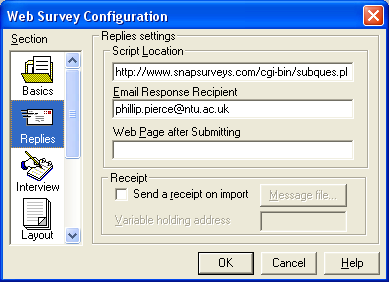 Web Survey Configuration
Section
Basics
Replies
Interview
Layout
Replies settings
Script Location
http://www.snapsurveys.com/cgi-bin/subques.pl
Email Response Recipient
phillip.pierce@ntu.ac.uk
Web Page after Submitting
Receipt
Send a receipt on import
Message file...
Variable holding address
OK
Cancel
Help